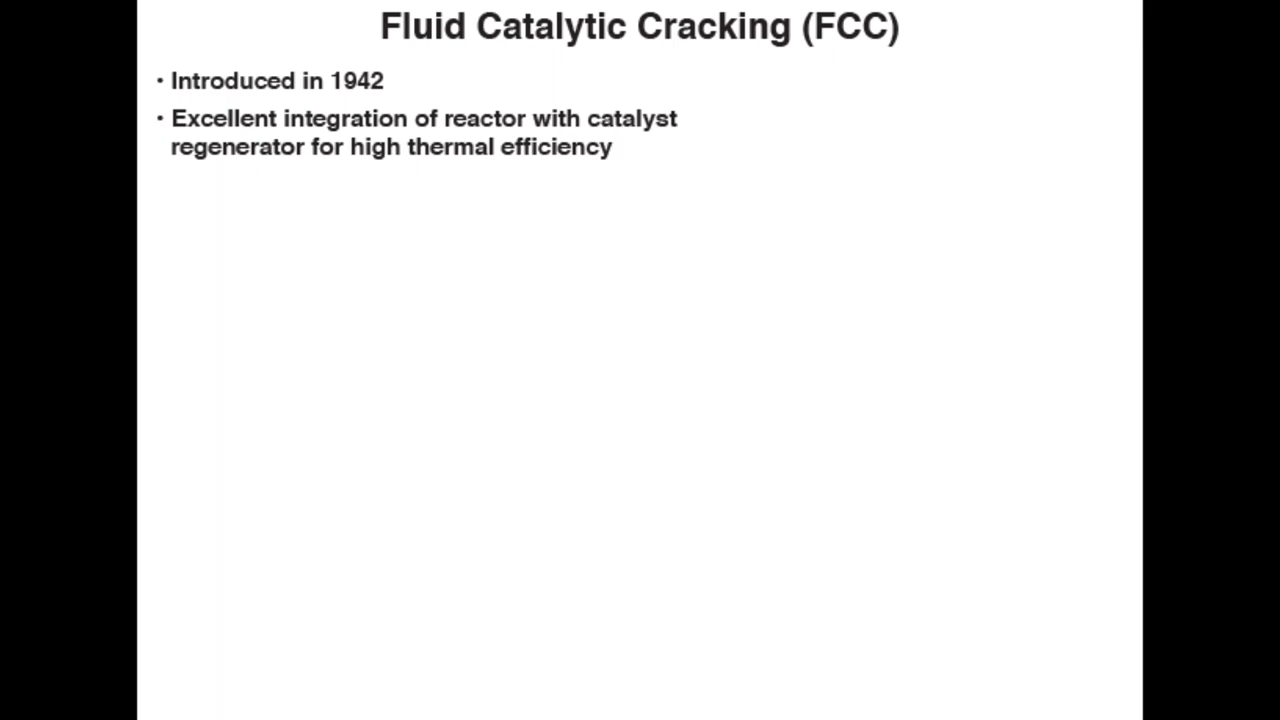 Fluid Catalytic Cracking (FCC)
• Introduced in 1942
• Excellent integration of reactor with catalyst
regenerator for high thermal efficiency